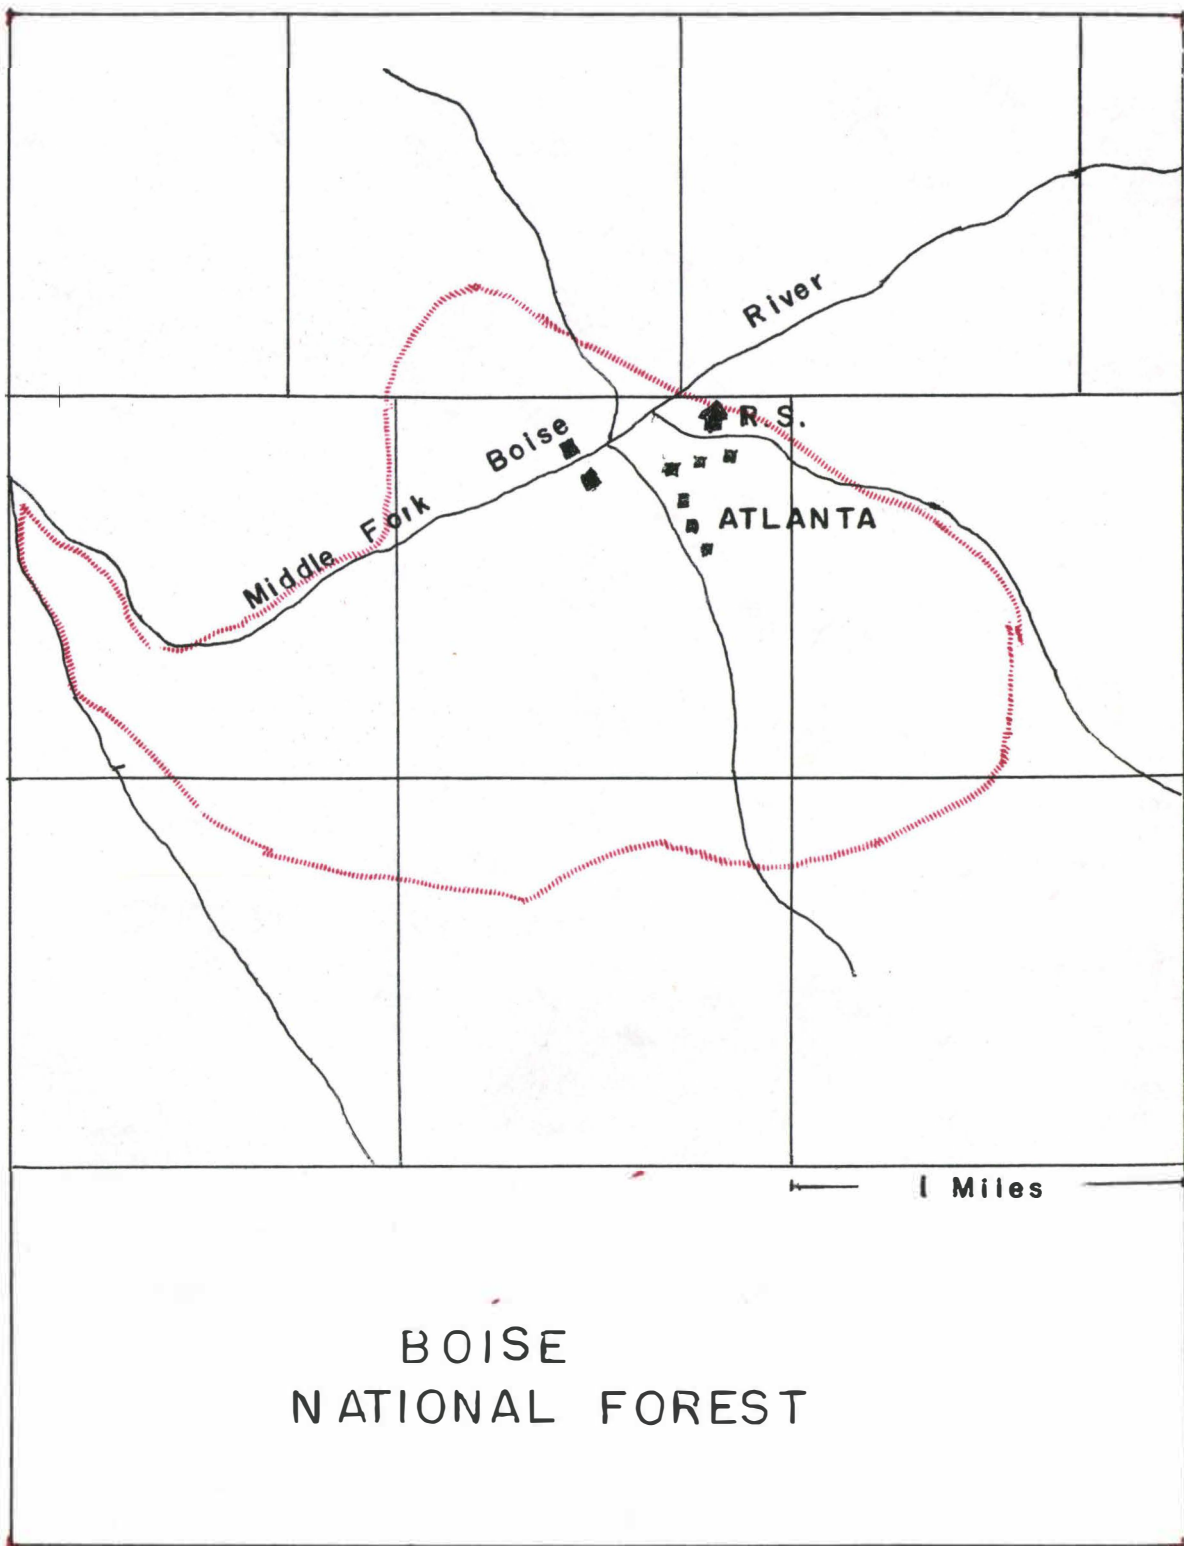 River
R.S.
Middle Fork Boise
ATLANTA
1 Miles
BOISE
NATIONAL FOREST